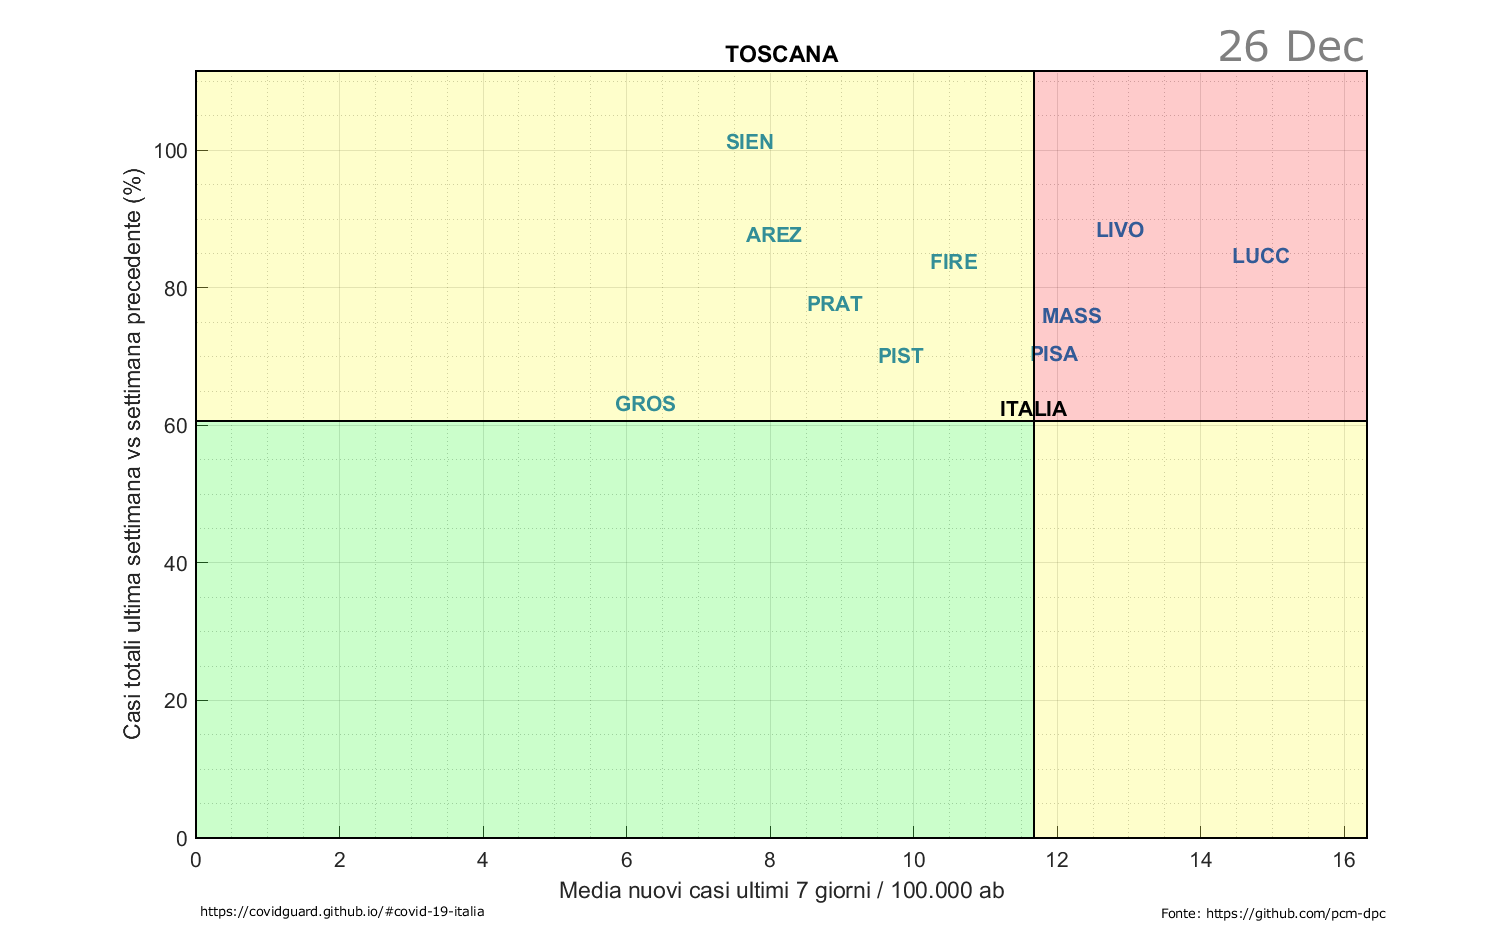 26 Dec
TOSCANA
Casi totali ultima settimana vs settimana precedente (%)
100
80
60
40
20
0
SIEN
AREZ
FIRE
PRAT
PIST
GROS
LIVO
LUCC
MASS
PISA
ITALIA
0 2 4 6 8 10 12 14 16
Media nuovi casi ultimi 7 giorni / 100.000 ab
https://covidguard.github.io/#covid-19-italia
Fonte: https://github.com/pcm-dpc